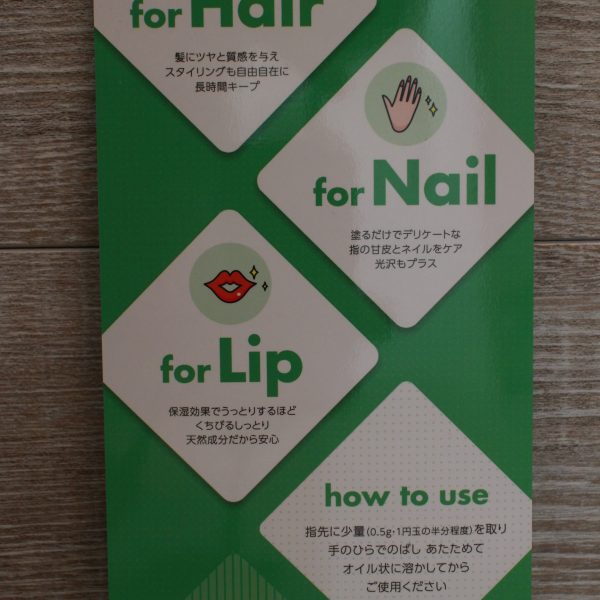 for Hair
髪にツヤと質感を与え
スタイリングも自由自在に
長時間キープ
for Nail
塗るだけでデリケートな
指の甘皮とネイルをケア
光沢もプラス
for Lip
保湿効果でうっとりするほど
くちびるしっとり
天然成分だから安心
how to use
指先に少量(0.5g・1円玉の半分程度)を取り
手のひらでのばし あたためて
オイル状に溶かしてから
ご使用ください